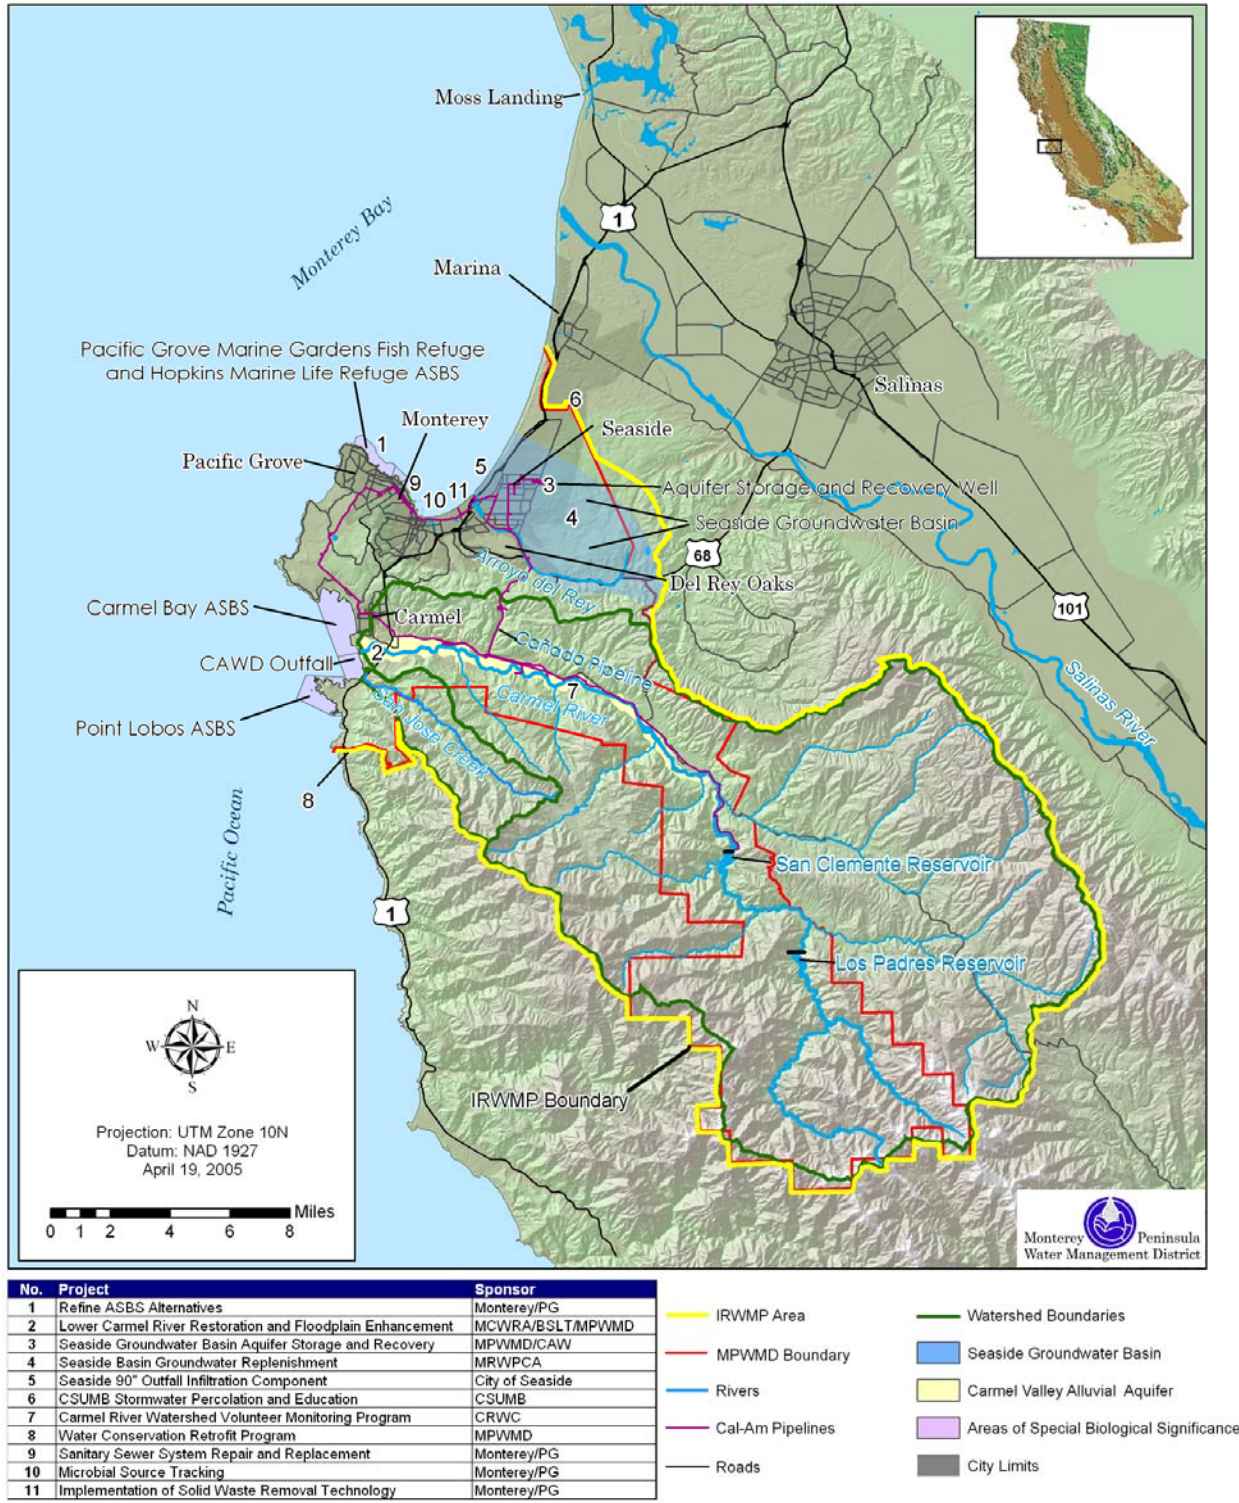 Moss Landing
1
Monterey Bay
Marina
Pacific Grove Marine Gardens Fish Refuge
and Hopkins Marine Life Refuge ASBS
Salinas
6
Monterey
Seaside
1
Pacific Grove
5
9
10
11
3
Aquifer Storage and Recovery Well
4
Seaside Groundwater Basin
68
Arroyo del Rey
Del Rey Oaks
101
Carmel Bay ASBS
Carmel
CAWD Outfall
2
Cañada Pipeline
7
Carmel River
San Jose Creek
Salinas River
Point Lobos ASBS
8
Pacific Ocean
San Clemente Reservoir
1
Los Padres Reservoir
IRWMP Boundary
N
W E
S
Projection: UTM Zone 10N
Datum: NAD 1927
April 19, 2005
Miles
0 1 2 4 6 8
Monterey Peninsula
Water Management District
No. Project Sponsor
1 Refine ASBS Alternatives Monterey/PG
2 Lower Carmel River Restoration and Floodplain Enhancement MCWRA/BSLT/MPWMD
3 Seaside Groundwater Basin Aquifer Storage and Recovery MPWMD/CAW
4 Seaside Basin Groundwater Replenishment MRWPCA
5 Seaside 90" Outfall Infiltration Component City of Seaside
6 CSUMB Stormwater Percolation and Education CSUMB
7 Carmel River Watershed Volunteer Monitoring Program CRWC
8 Water Conservation Retrofit Program MPWMD
9 Sanitary Sewer System Repair and Replacement Monterey/PG
10 Microbial Source Tracking Monterey/PG
11 Implementation of Solid Waste Removal Technology Monterey/PG
IRWMP Area
MPWMD Boundary
Rivers
Cal-Am Pipelines
Roads
Watershed Boundaries
Seaside Groundwater Basin
Carmel Valley Alluvial Aquifer
Areas of Special Biological Significance
City Limits